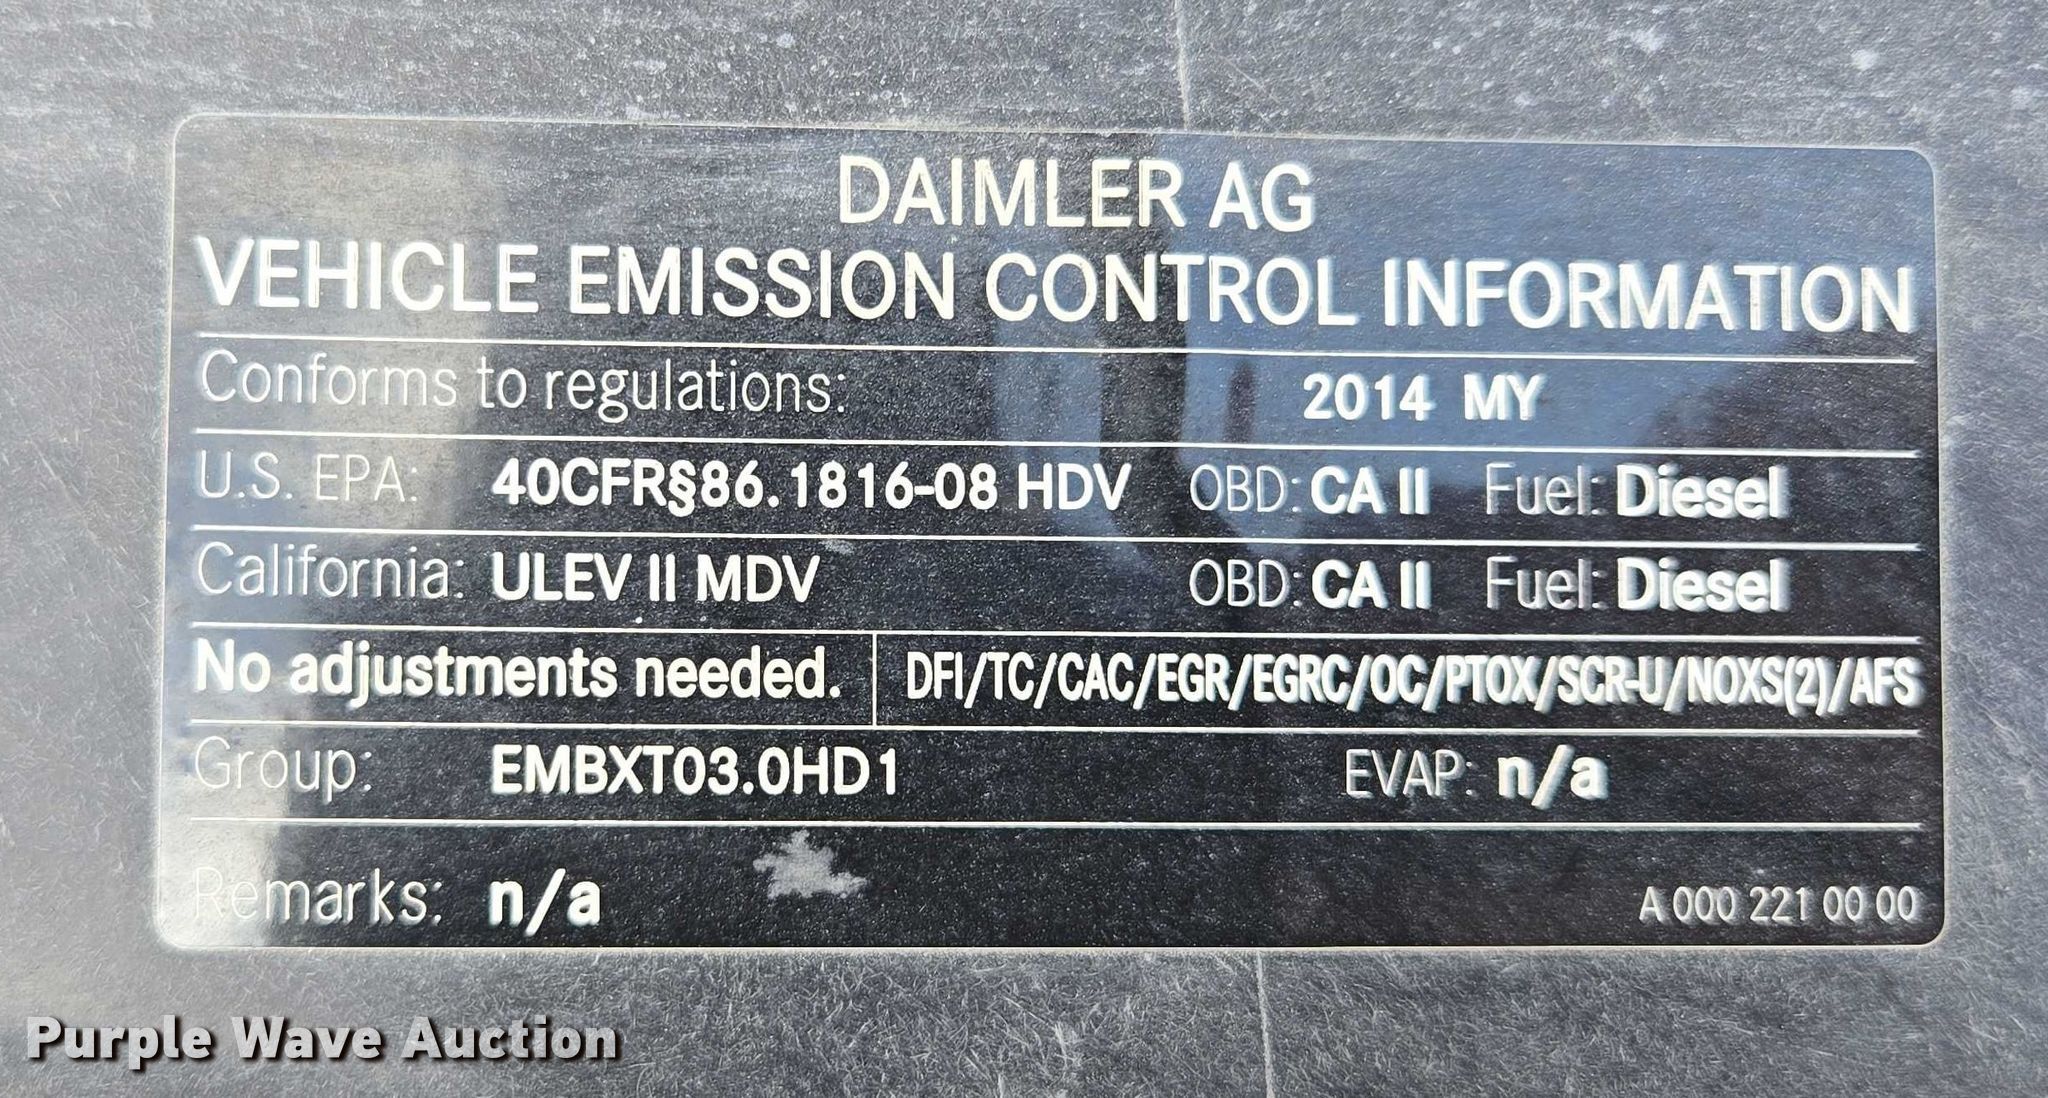 DAIMLER AG
VEHICLE EMISSION CONTROL INFORMATION
Conforms to regulations: 2014 MY
U.S. EPA: 40CFR§86.1816-08 HDV OBD: CA II Fuel: Diesel
California: ULEV II MDV OBD: CA II Fuel: Diesel
No adjustments needed. DFI/TC/CAC/EGR/EGRC/OC/PTOX/SCR-U/NOXS(2)/AFS
Group: EMBXT03.0HD1 EVAP: n/a
Remarks: n/a A 000 221 00 00
Purple Wave Auction